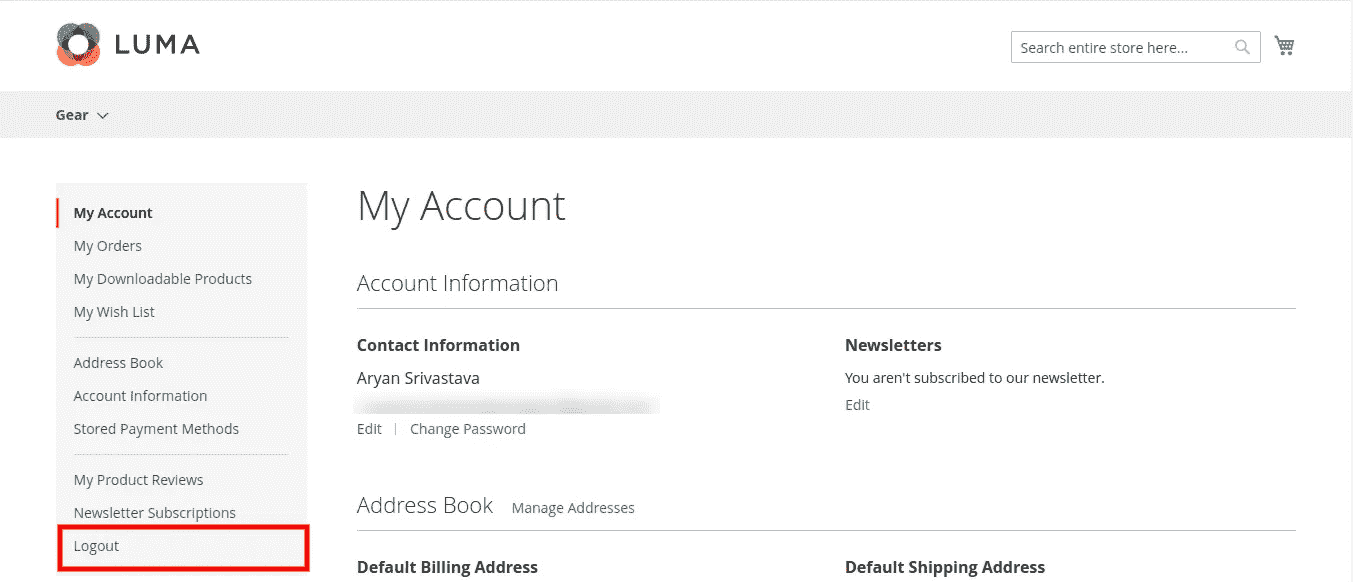 LUMA
Search entire store here...
Gear
My Account
My Orders
My Downloadable Products
My Wish List
Address Book
Account Information
Stored Payment Methods
My Product Reviews
Newsletter Subscriptions
Logout
My Account
Account Information
Contact Information
Aryan Srivastava
Edit | Change Password
Newsletters
You aren't subscribed to our newsletter.
Edit
Address Book Manage Addresses
Default Billing Address
Default Shipping Address